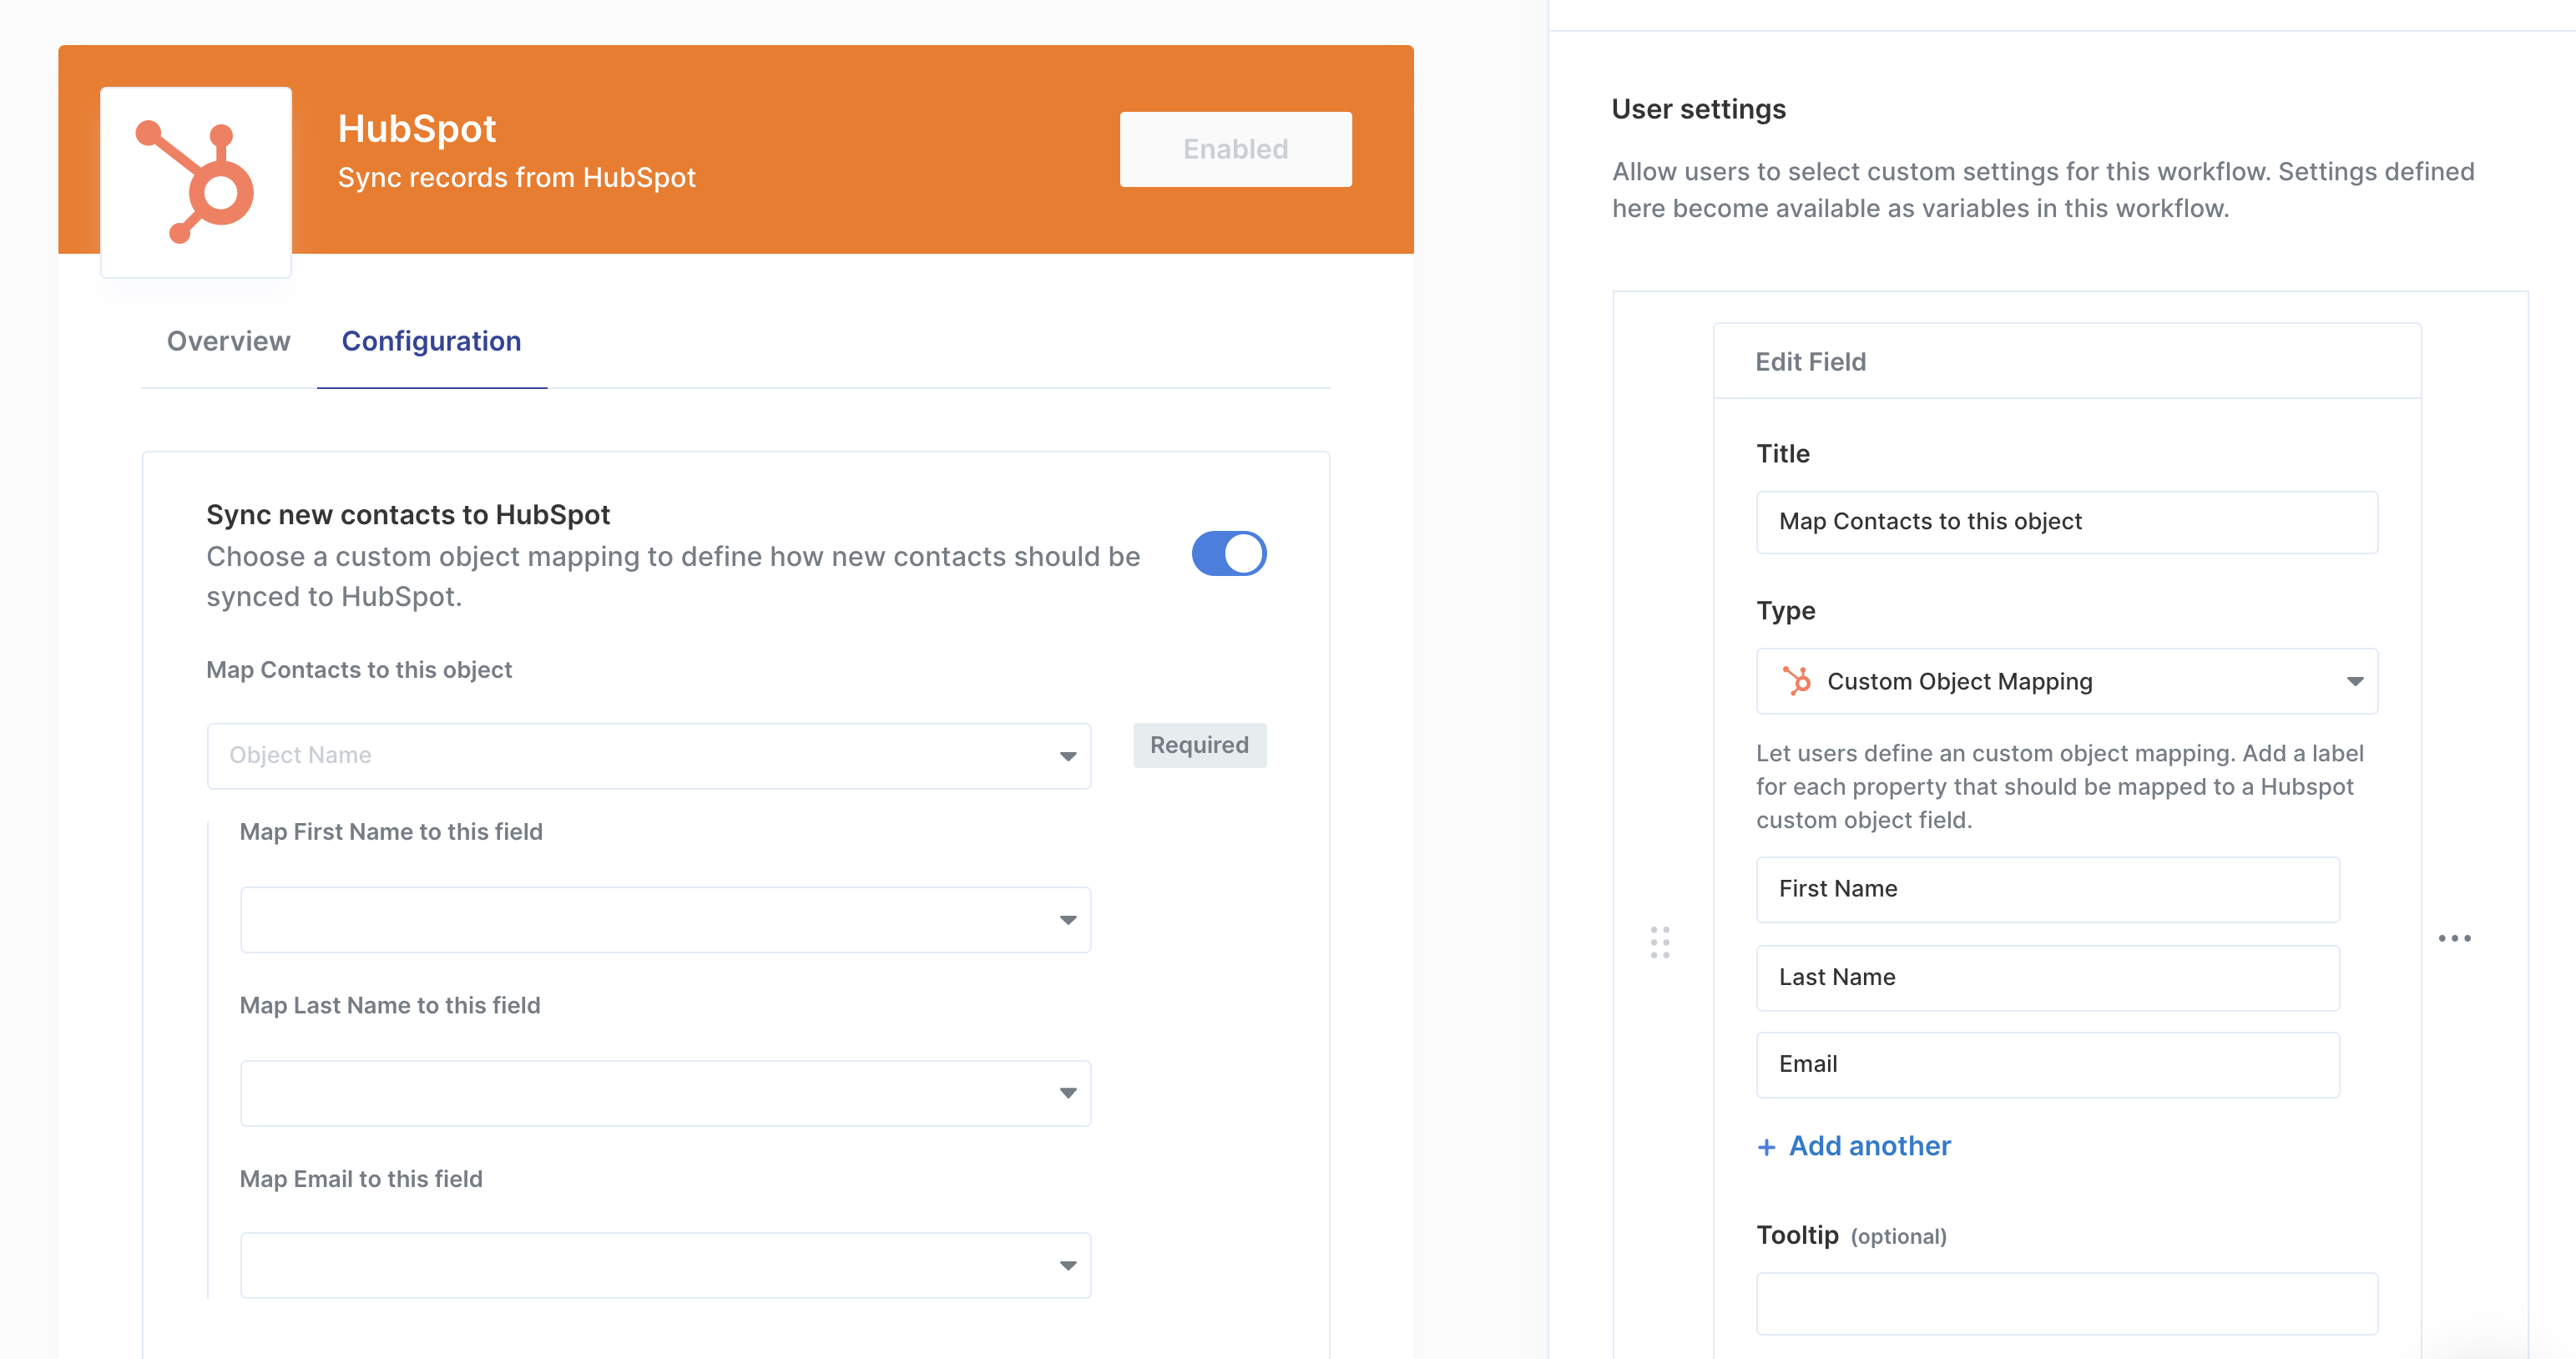 HubSpot
Sync records from HubSpot
Enabled
Overview
Configuration
Sync new contacts to HubSpot
Choose a custom object mapping to define how new contacts should be
synced to HubSpot.
Map Contacts to this object
Object Name
Required
Map First Name to this field
Map Last Name to this field
Map Email to this field
User settings
Allow users to select custom settings for this workflow. Settings defined
here become available as variables in this workflow.
Edit Field
Title
Map Contacts to this object
Type
Custom Object Mapping
Let users define an custom object mapping. Add a label
for each property that should be mapped to a Hubspot
custom object field.
First Name
Last Name
Email
+ Add another
Tooltip (optional)